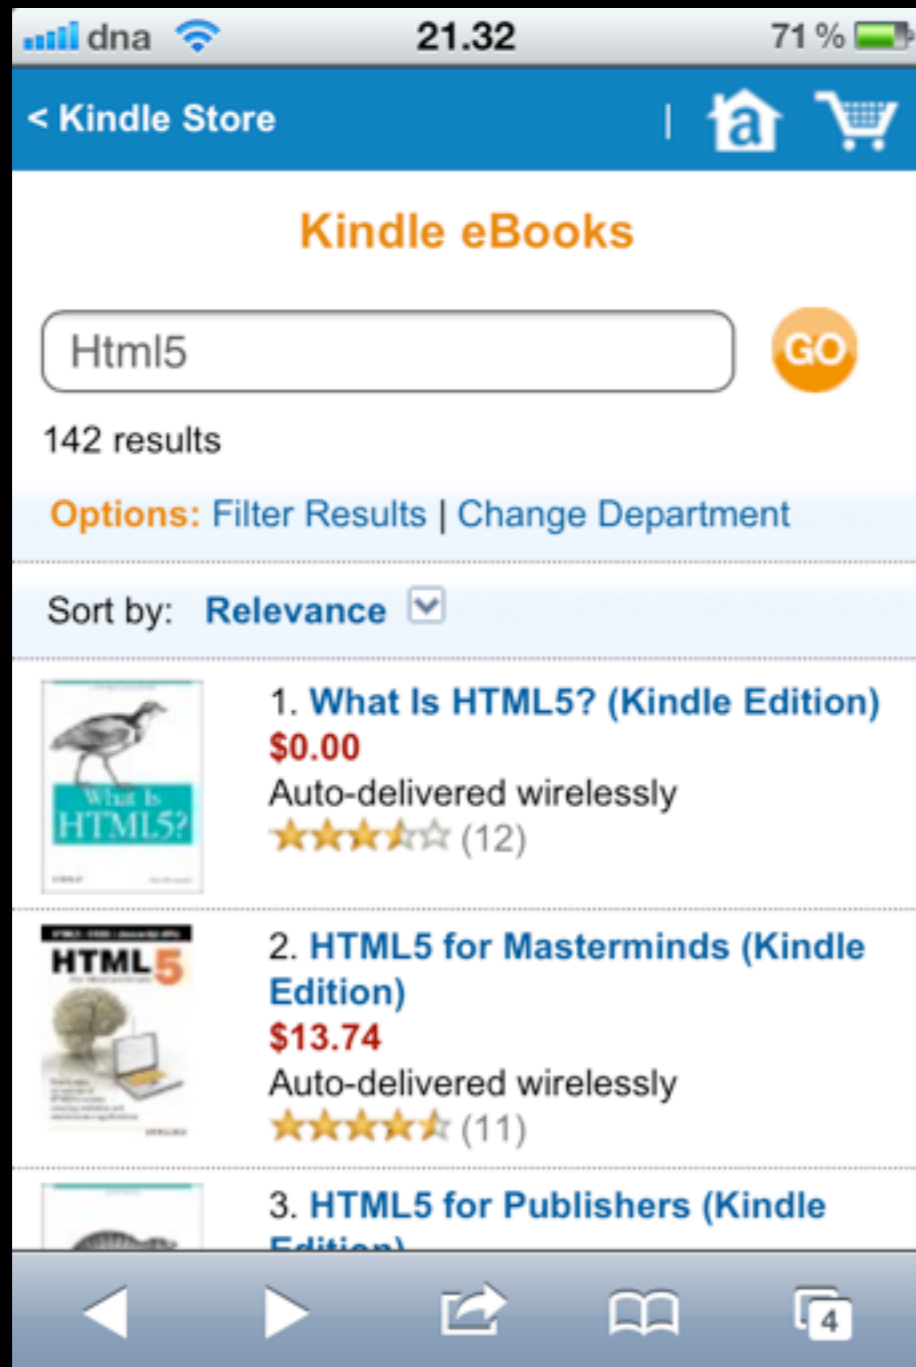 dna 21.32 71 %
< Kindle Store | a
Kindle eBooks
Html5 GO
142 results
Options: Filter Results | Change Department
Sort by: Relevance
1. What Is HTML5? (Kindle Edition)
$0.00
Auto-delivered wirelessly
(12)
What Is
HTML5?
2. HTML5 for Masterminds (Kindle
Edition)
$13.74
Auto-delivered wirelessly
(11)
HTML5
3. HTML5 for Publishers (Kindle
Edition)
4